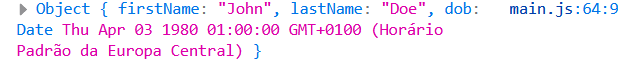 Object { firstName: "John", lastName: "Doe", dob: main.js:64:9
Date Thu Apr 03 1980 01:00:00 GMT+0100 (Horário
Padrão da Europa Central) }